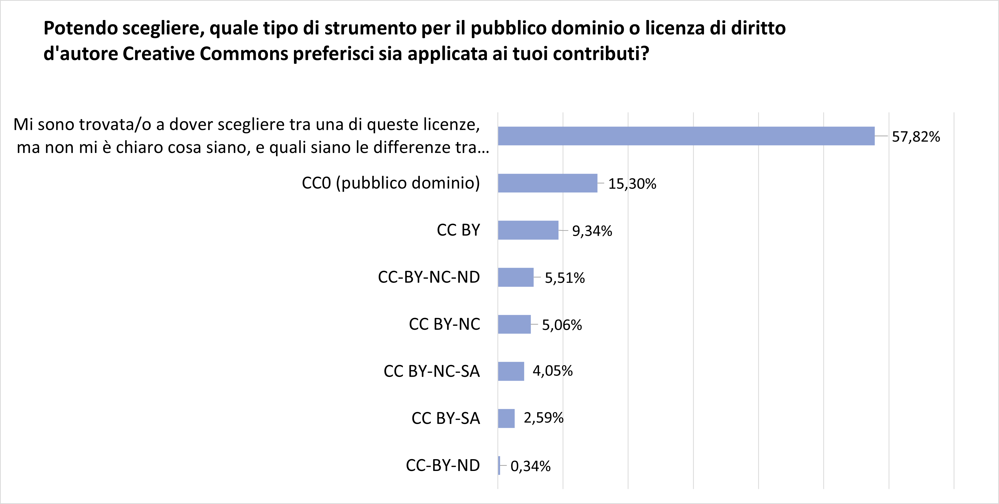 Potendo scegliere, quale tipo di strumento per il pubblico dominio o licenza di diritto
d'autore Creative Commons preferisci sia applicata ai tuoi contributi?
Mi sono trovata/o a dover scegliere tra una di queste licenze,
ma non mi è chiaro cosa siano, e quali siano le differenze tra…
57,82%
CC0 (pubblico dominio)
15,30%
CC BY
9,34%
CC-BY-NC-ND
5,51%
CC BY-NC
5,06%
CC BY-NC-SA
4,05%
CC BY-SA
2,59%
CC-BY-ND
0,34%